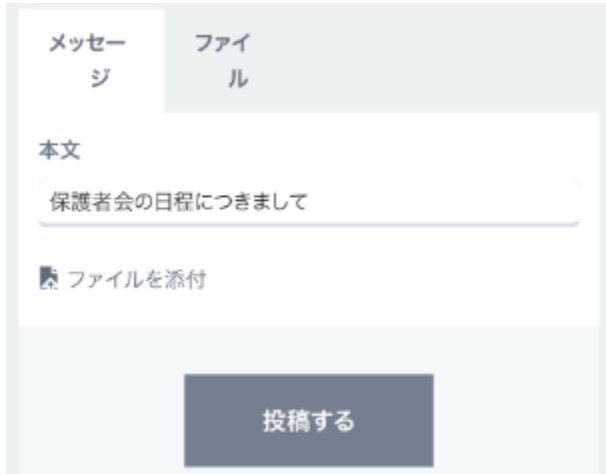 メッセー
ジ
ファイ
ル
本文
保護者会の日程につきまして
ファイルを添付
投稿する